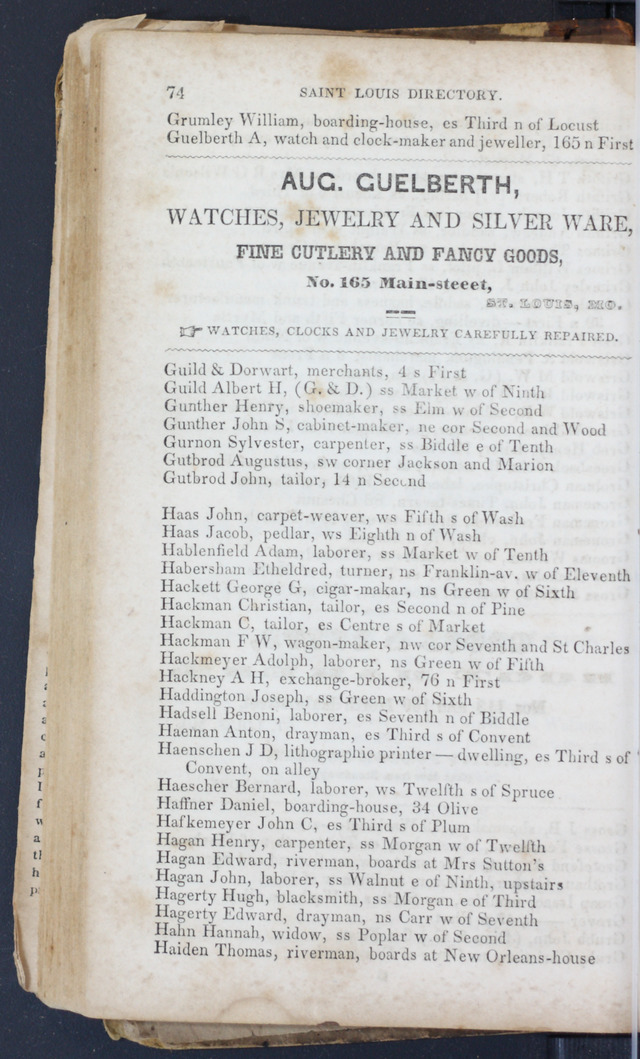 74 SAINT LOUIS DIRECTORY.
Grumley William, boarding-house, es Third n of Locust
Guelberth A, watch and clock-maker and jeweller, 165 n First
AUG. GUELBERTH,
WATCHES, JEWELRY AND SILVER WARE,
FINE CUTLERY AND FANCY GOODS,
No. 165 Main-steeet,
ST. LOUIS, MO.
☞ WATCHES, CLOCKS AND JEWELRY CAREFULLY REPAIRED.
Guild & Dorwart, merchants, 4 s First
Guild Albert H, (G. & D.) ss Market w of Ninth
Gunther Henry, shoemaker, ss Elm w of Second
Gunther John S, cabinet-maker, ne cor Second and Wood
Gurnon Sylvester, carpenter, ss Biddle e of Tenth
Gutbrod Augustus, sw corner Jackson and Marion
Gutbrod John, tailor, 14 n Second
Haas John, carpet-weaver, ws Fifth s of Wash
Haas Jacob, pedlar, ws Eighth n of Wash
Hablenfield Adam, laborer, ss Market w of Tenth
Habersham Etheldred, turner, ns Franklin-av. w of Eleventh
Hackett George G, cigar-makar, ns Green w of Sixth
Hackman Christian, tailor, es Second n of Pine
Hackman C, tailor, es Centre s of Market
Hackman F W, wagon-maker, nw cor Seventh and St Charles
Hackmeyer Adolph, laborer, ns Green w of Fifth
Hackney A H, exchange-broker, 76 n First
Haddington Joseph, ss Green w of Sixth
Hadsell Benoni, laborer, es Seventh n of Biddle
Haeman Anton, drayman, es Third s of Convent
Haenschen J D, lithographic printer — dwelling, es Third s of
Convent, on alley
Haescher Bernard, laborer, ws Twelfth s of Spruce
Haffner Daniel, boarding-house, 34 Olive
Hafkemeyer John C, es Third s of Plum
Hagan Henry, carpenter, ss Morgan w of Twelfth
Hagan Edward, riverman, boards at Mrs Sutton's
Hagan John, laborer, ss Walnut e of Ninth, upstairs
Hagerty Hugh, blacksmith, ss Morgan e of Third
Hagerty Edward, drayman, ns Carr w of Seventh
Hahn Hannah, widow, ss Poplar w of Second
Haiden Thomas, riverman, boards at New Orleans-house